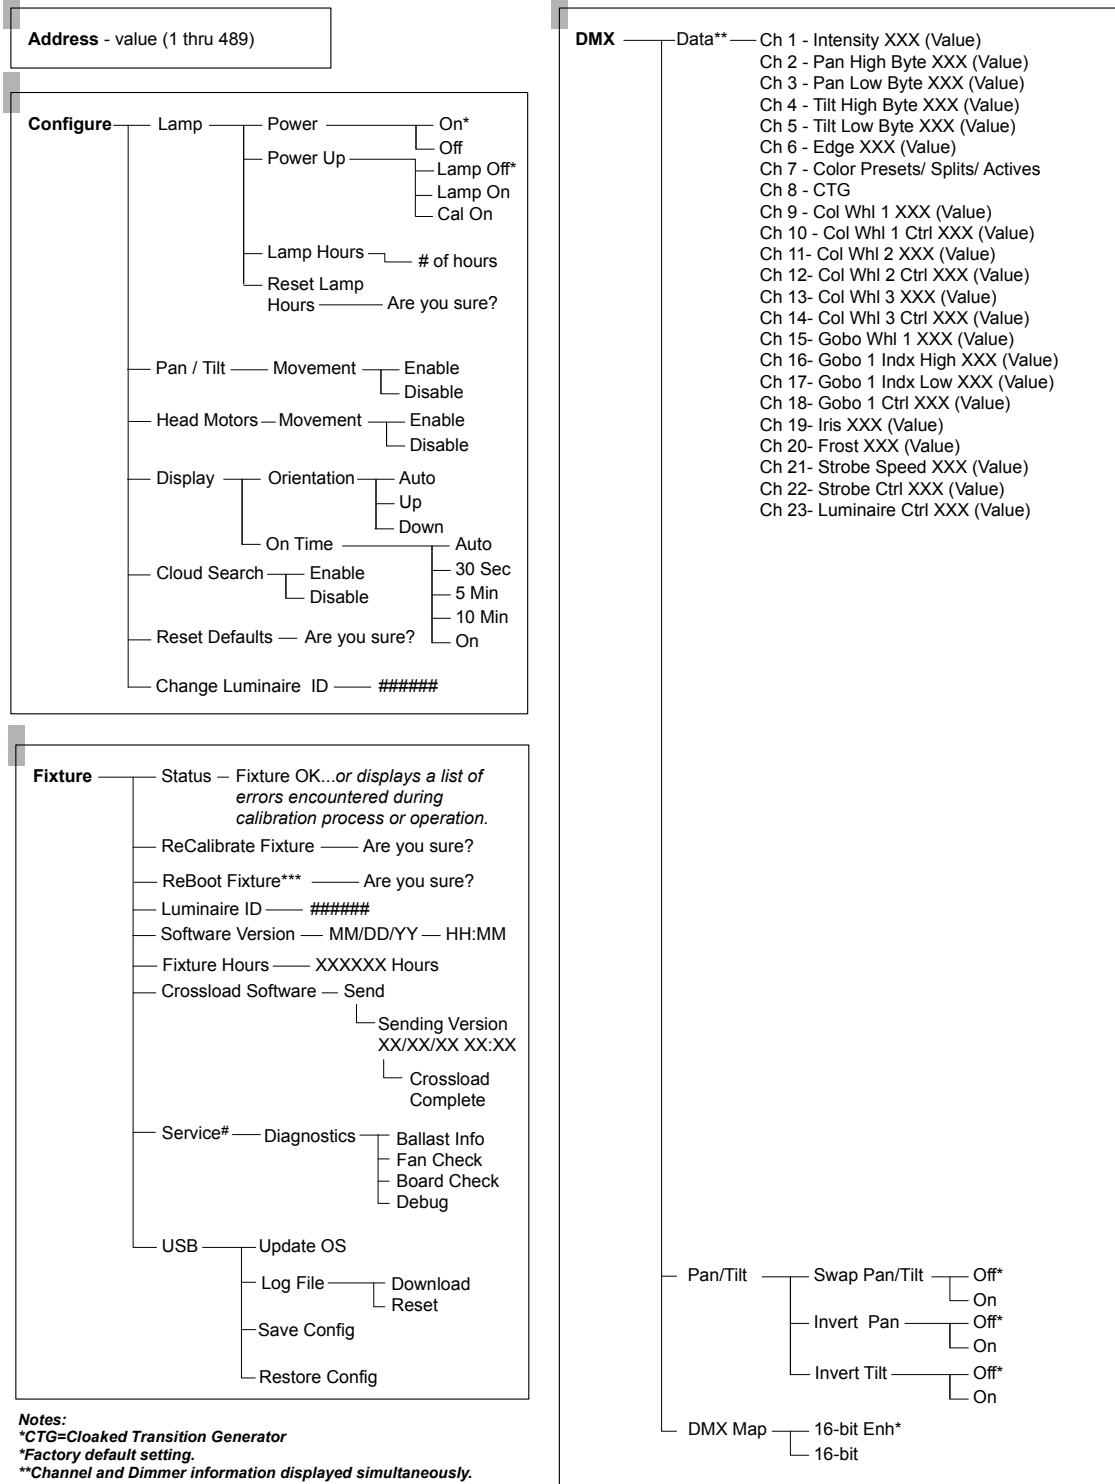 Address - value (1 thru 489)
Configure
Lamp
Power
On*
Off
Power Up
Lamp Off*
Lamp On
Cal On
Lamp Hours
# of hours
Reset Lamp
Hours
Are you sure?
Pan / Tilt
Movement
Enable
Disable
Head Motors
Movement
Enable
Disable
Display
Orientation
Auto
Up
Down
On Time
Auto
30 Sec
5 Min
10 Min
On
Cloud Search
Enable
Disable
Reset Defaults
Are you sure?
Change Luminaire ID
######
Fixture
Status
Fixture OK...or displays a list of
errors encountered during
calibration process or operation.
ReCalibrate Fixture
Are you sure?
ReBoot Fixture***
Are you sure?
Luminaire ID
######
Software Version
MM/DD/YY
HH:MM
Fixture Hours
XXXXXX Hours
Crossload Software
Send
Sending Version
XX/XX/XX XX:XX
Crossload
Complete
Service#
Diagnostics
Ballast Info
Fan Check
Board Check
Debug
USB
Update OS
Log File
Download
Reset
Save Config
Restore Config
Notes:
*CTG=Cloaked Transition Generator
*Factory default setting.
**Channel and Dimmer information displayed simultaneously.
DMX
Data**
Ch 1 - Intensity XXX (Value)
Ch 2 - Pan High Byte XXX (Value)
Ch 3 - Pan Low Byte XXX (Value)
Ch 4 - Tilt High Byte XXX (Value)
Ch 5 - Tilt Low Byte XXX (Value)
Ch 6 - Edge XXX (Value)
Ch 7 - Color Presets/ Splits/ Actives
Ch 8 - CTG
Ch 9 - Col Whl 1 XXX (Value)
Ch 10 - Col Whl 1 Ctrl XXX (Value)
Ch 11- Col Whl 2 XXX (Value)
Ch 12- Col Whl 2 Ctrl XXX (Value)
Ch 13- Col Whl 3 XXX (Value)
Ch 14- Col Whl 3 Ctrl XXX (Value)
Ch 15- Gobo Whl 1 XXX (Value)
Ch 16- Gobo 1 Indx High XXX (Value)
Ch 17- Gobo 1 Indx Low XXX (Value)
Ch 18- Gobo 1 Ctrl XXX (Value)
Ch 19- Iris XXX (Value)
Ch 20- Frost XXX (Value)
Ch 21- Strobe Speed XXX (Value)
Ch 22- Strobe Ctrl XXX (Value)
Ch 23- Luminaire Ctrl XXX (Value)
Pan/Tilt
Swap Pan/Tilt
Off*
On
Invert Pan
Off*
On
Invert Tilt
Off*
On
DMX Map
16-bit Enh*
16-bit